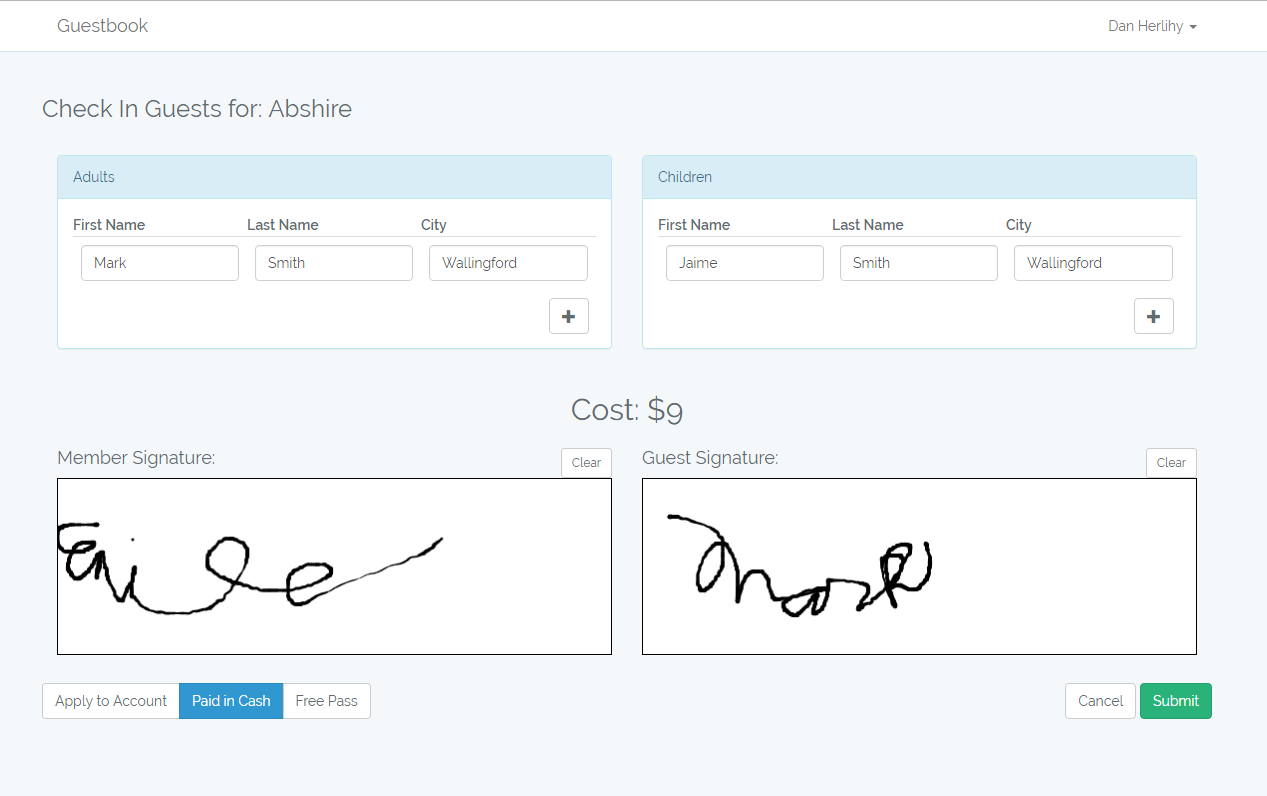 Guestbook Dan Herlihy
Check In Guests for: Abshire
Adults
First Name Last Name City
Mark Smith Wallingford
+
Children
First Name Last Name City
Jaime Smith Wallingford
+
Cost: $9
Member Signature: Clear
Guest Signature: Clear
Mark
Apply to Account Paid in Cash Free Pass Cancel Submit